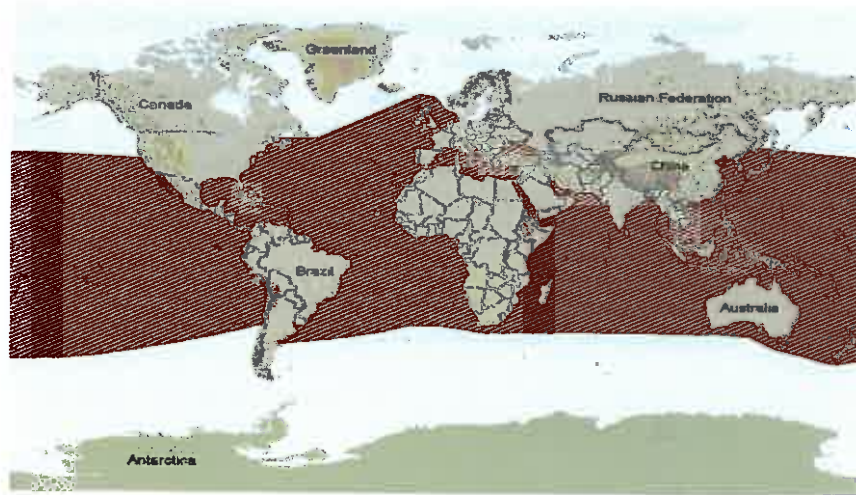 Greenland
Canada
Russian Federation
China
Brazil
Australia
Antarctica